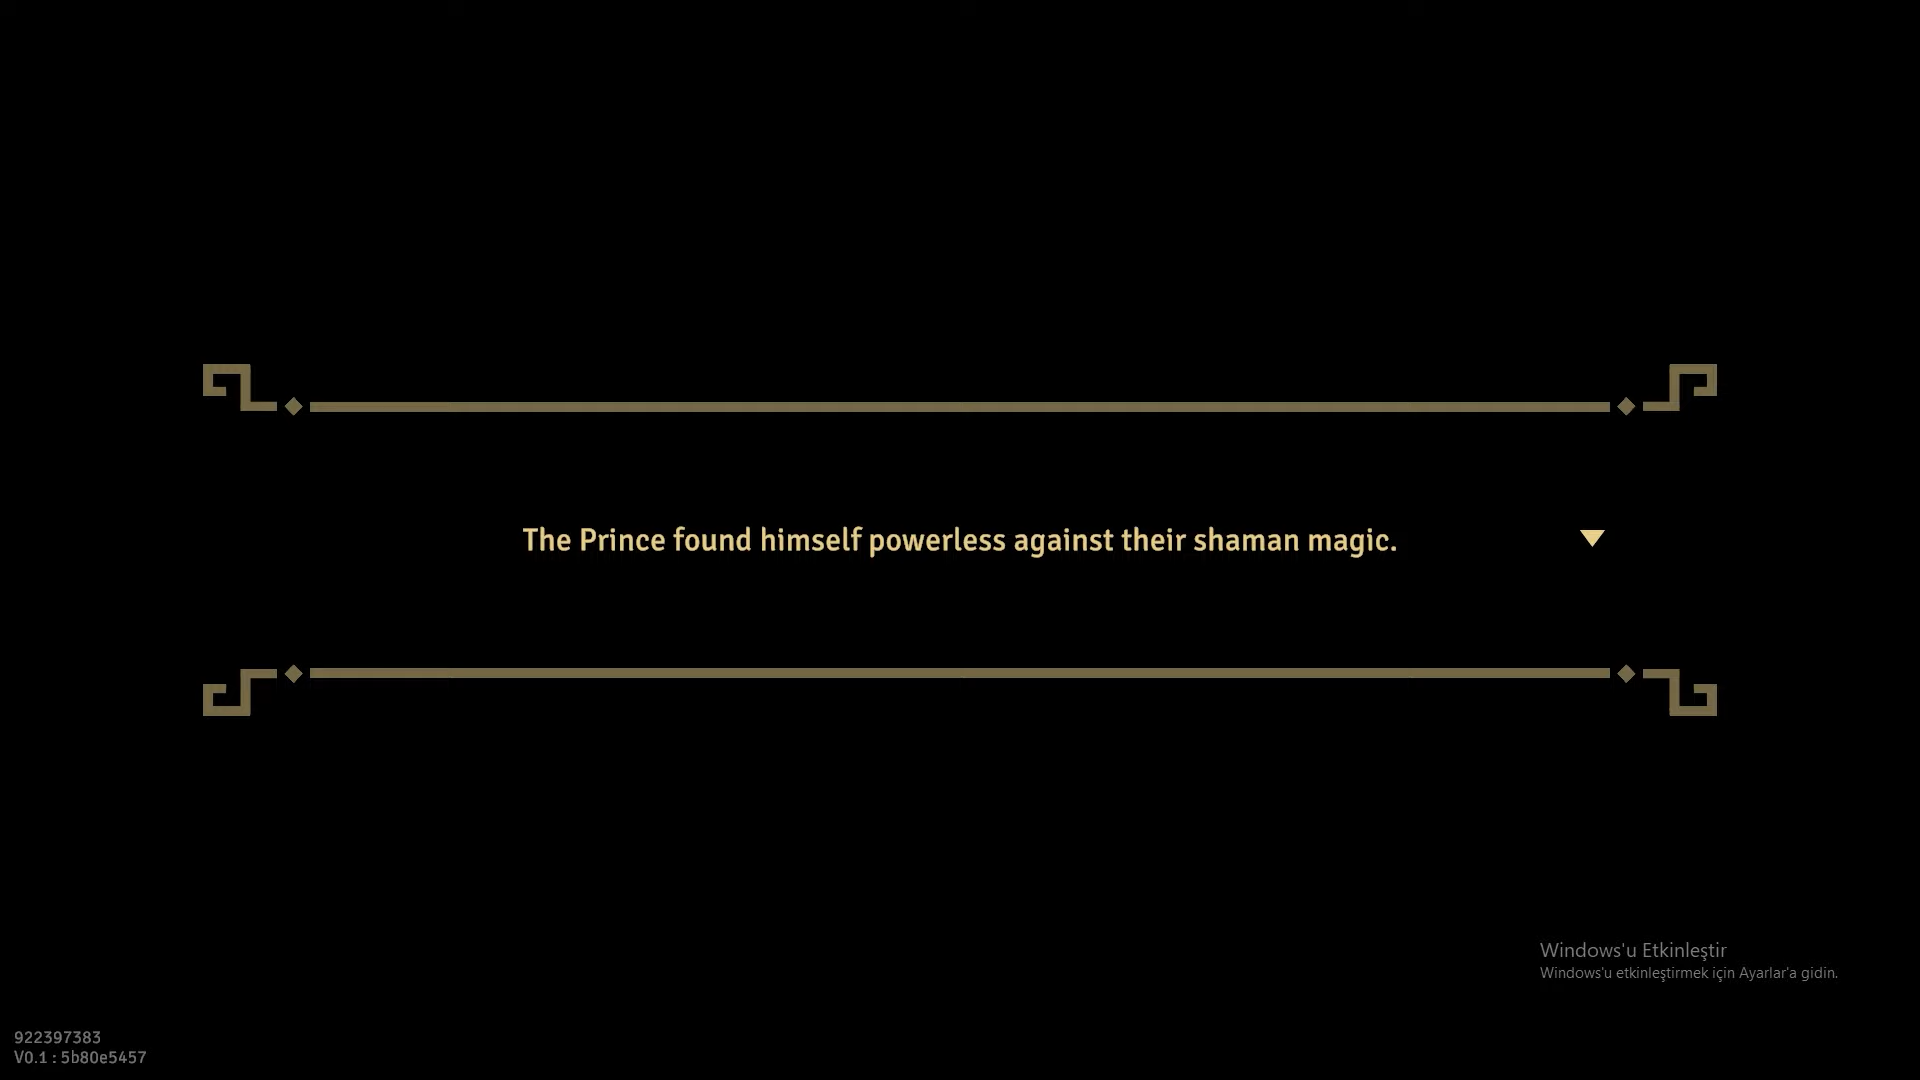 The Prince found himself powerless against their shaman magic.
Windows'u Etkinleştir
Windows'u etkinleştirmek için Ayarlar'a gidin.
922397383
V0.1 : 5b80e5457